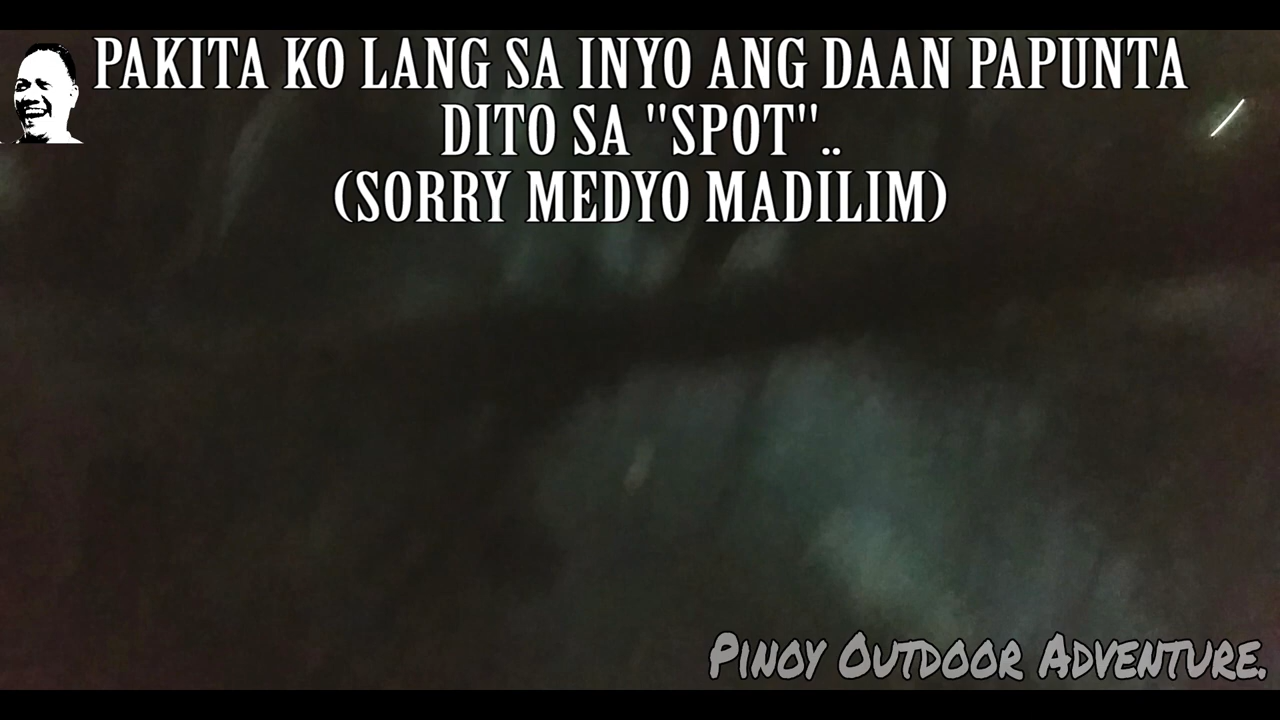 PAKITA KO LANG SA INYO ANG DAAN PAPUNTA
DITO SA "SPOT"..
(SORRY MEDYO MADILIM)
PINOY OUTDOOR ADVENTURE.